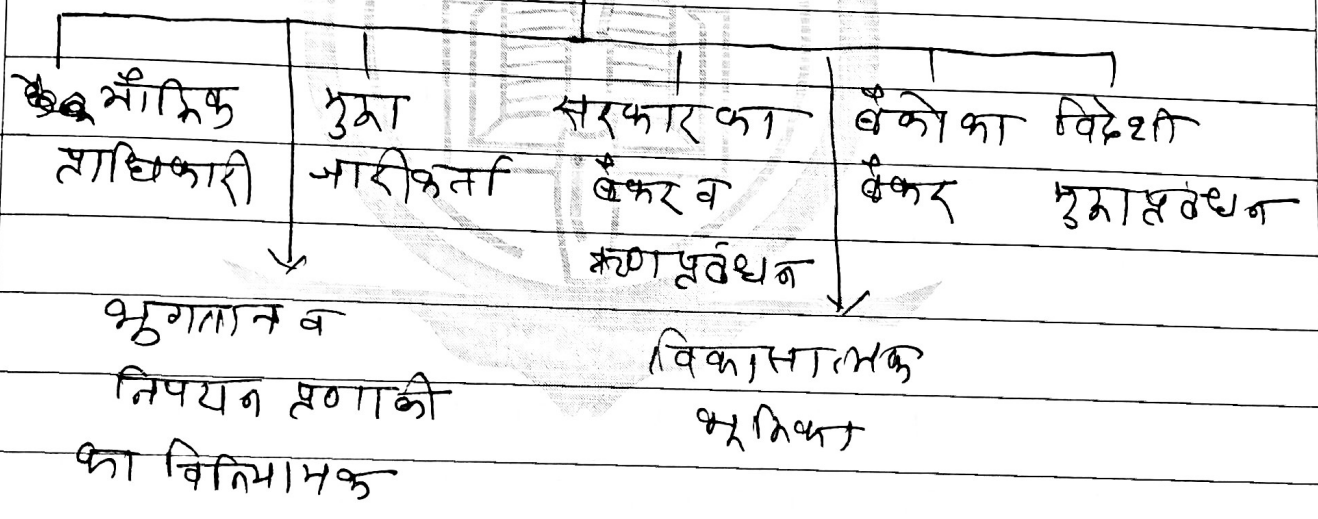 मौद्रिक प्राधिकारी
मुद्रा जारीकर्ता
सरकार का बैंकर व ऋण प्रबंधन
बैंको का बैंकर
विदेशी मुद्रा प्रबंधन
भुगतान व
निपटान प्रणाली
का विनियामक
विकासात्मक
भूमिका